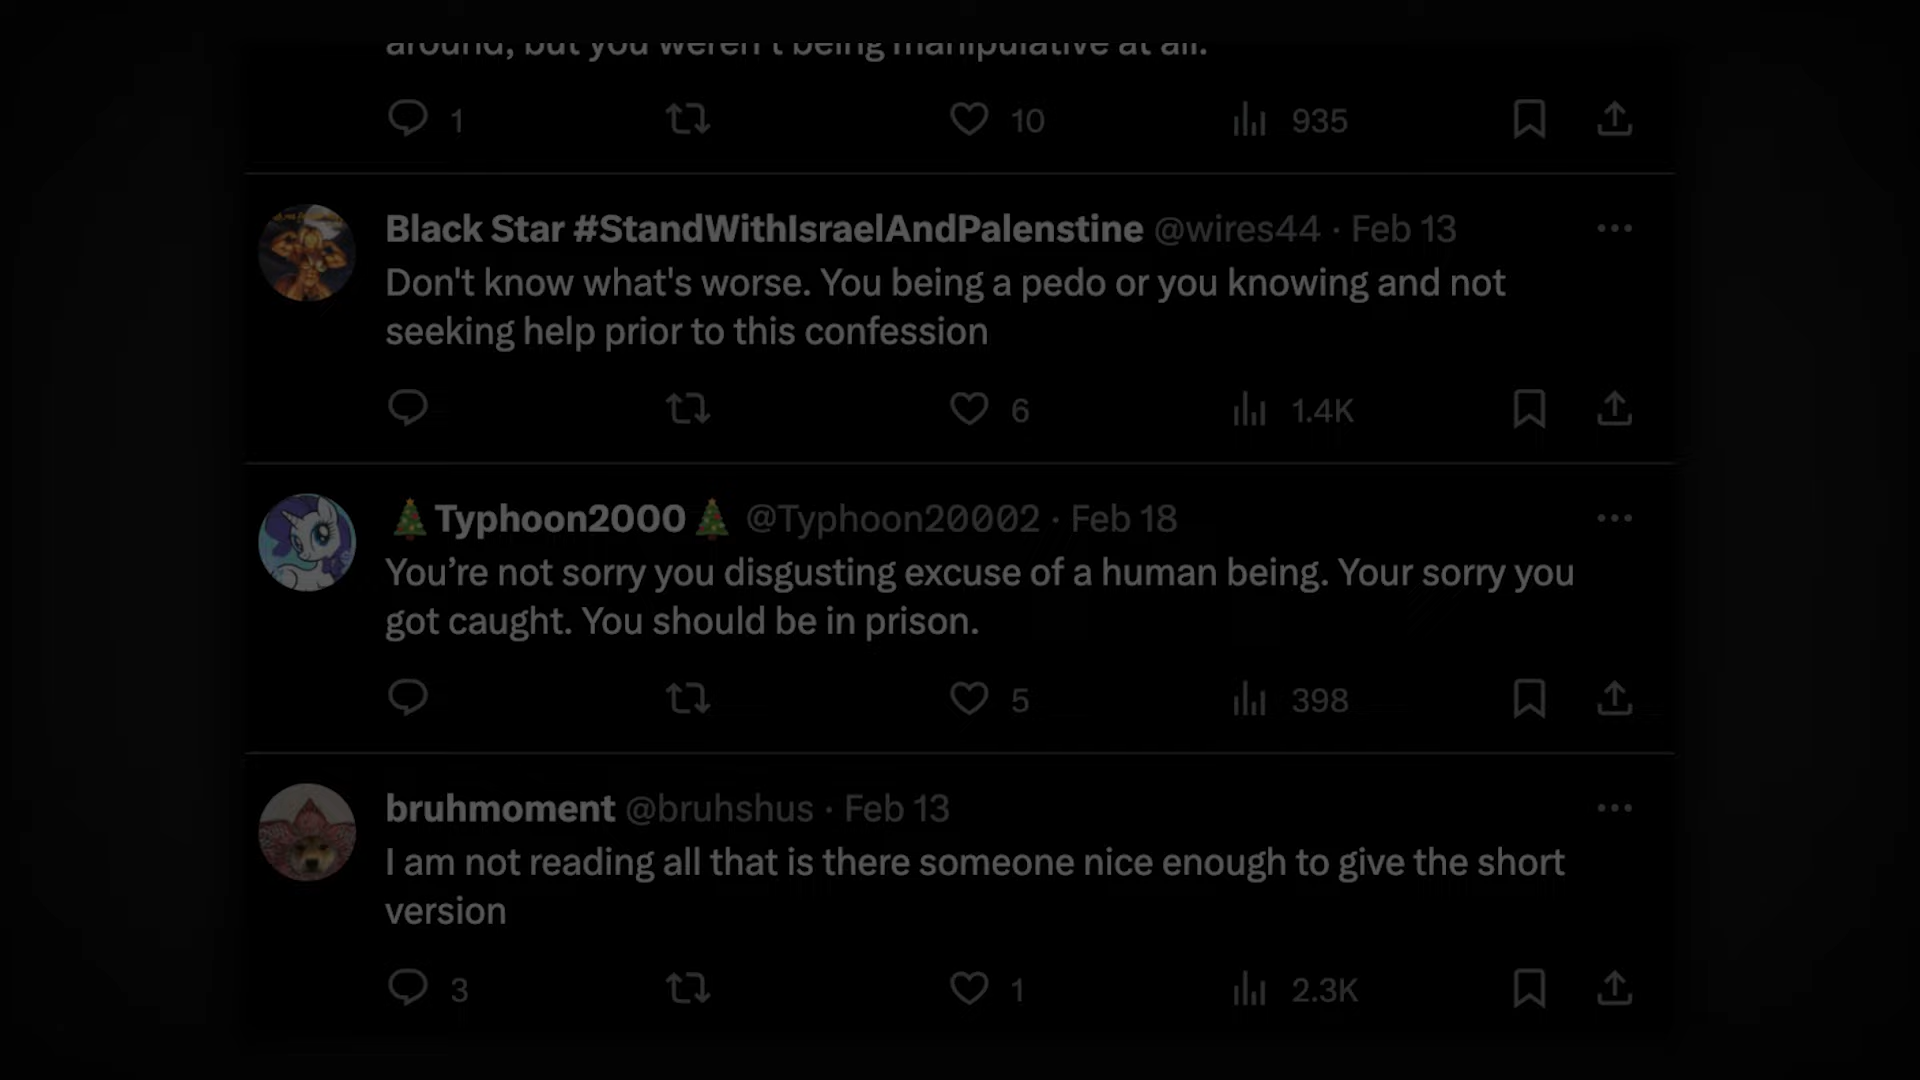 around, but you weren't being manipulative at all.
1 10 935
Black Star #StandWithIsraelAndPalenstine @wires44 · Feb 13
Don't know what's worse. You being a pedo or you knowing and not
seeking help prior to this confession
6 1.4K
🎄Typhoon2000🎄 @Typhoon20002 · Feb 18
You’re not sorry you disgusting excuse of a human being. Your sorry you
got caught. You should be in prison.
5 398
bruhmoment @bruhshus · Feb 13
I am not reading all that is there someone nice enough to give the short
version
3 1 2.3K